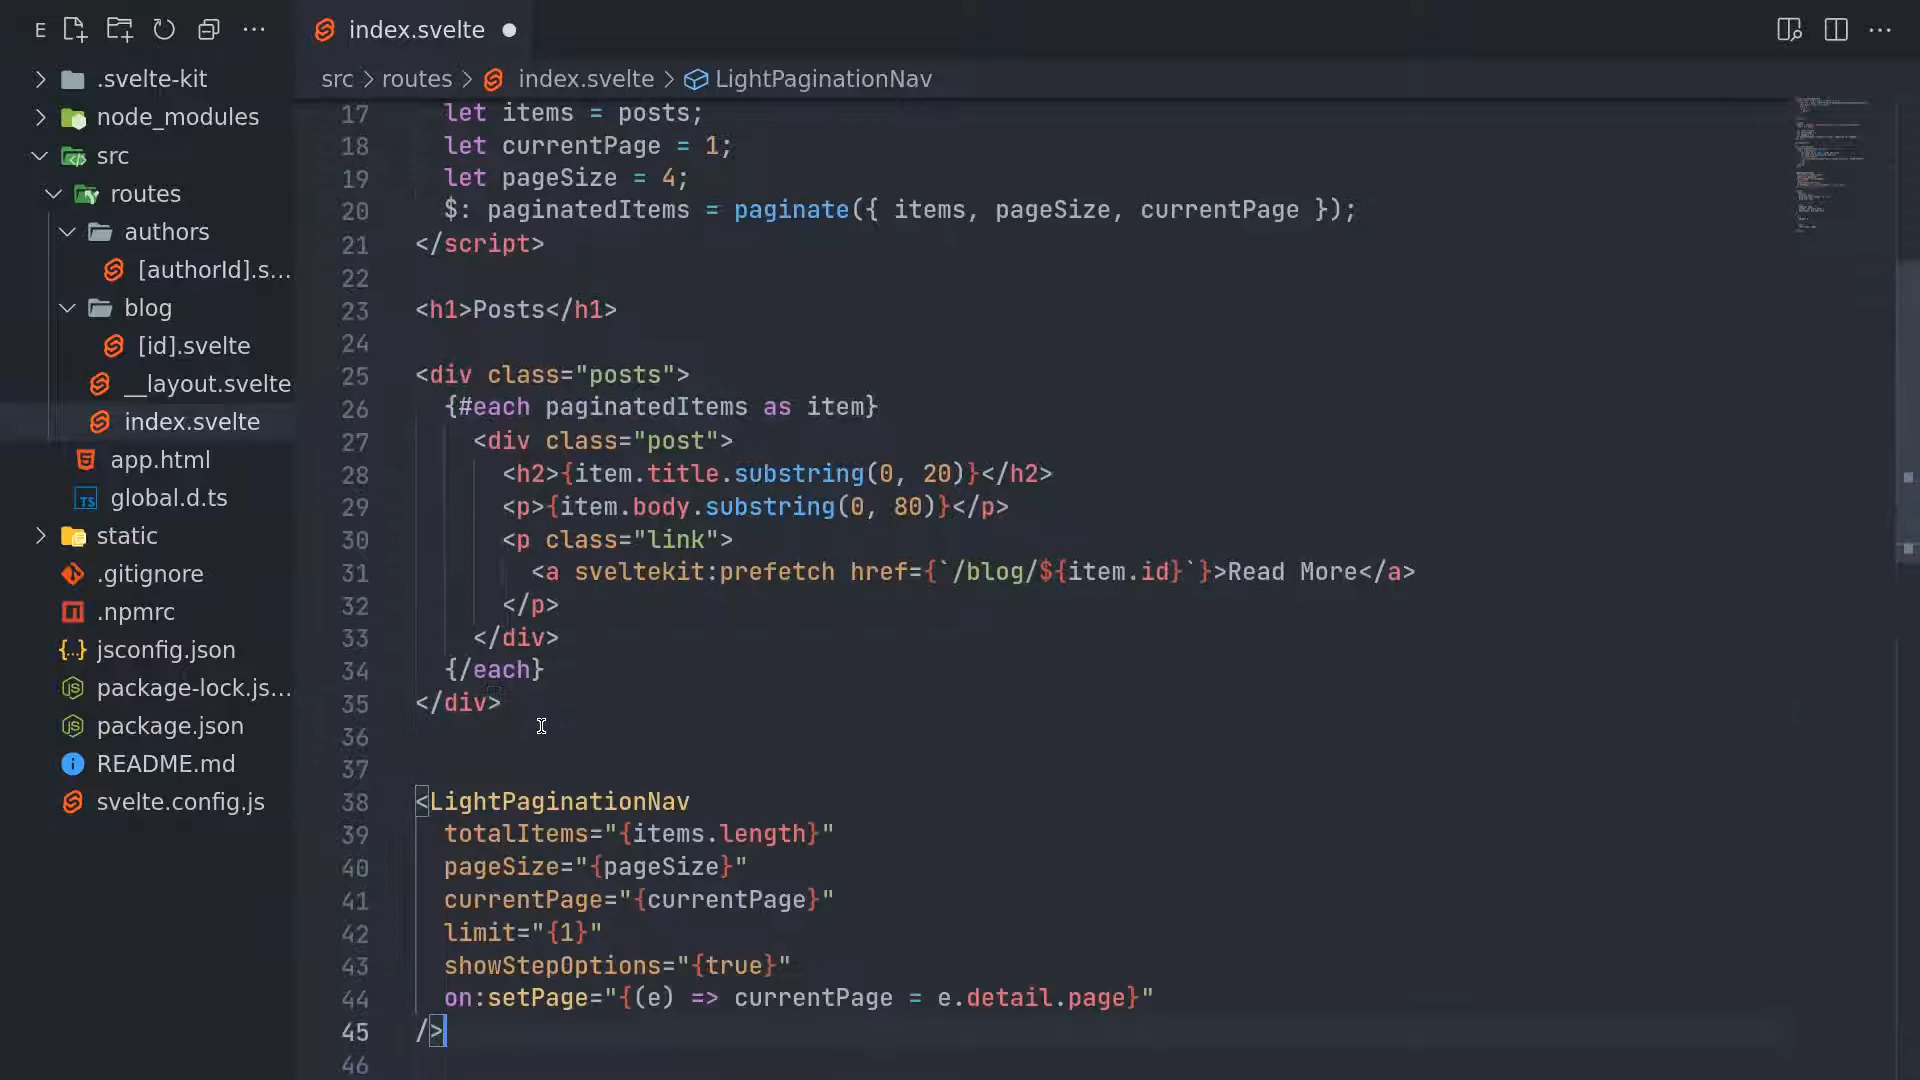 E
index.svelte
src > routes > index.svelte > LightPaginationNav
.svelte-kit
node_modules
src
routes
authors
[authorId].s...
blog
[id].svelte
__layout.svelte
index.svelte
app.html
TS global.d.ts
static
.gitignore
.npmrc
{..} jsconfig.json
JS package-lock.js...
JS package.json
README.md
svelte.config.js
17 let items = posts;
18 let currentPage = 1;
19 let pageSize = 4;
20 $: paginatedItems = paginate({ items, pageSize, currentPage });
21 </script>
22
23 <h1>Posts</h1>
24
25 <div class="posts">
26 {#each paginatedItems as item}
27 <div class="post">
28 <h2>{item.title.substring(0, 20)}</h2>
29 <p>{item.body.substring(0, 80)}</p>
30 <p class="link">
31 <a sveltekit:prefetch href={`/blog/${item.id}`}>Read More</a>
32 </p>
33 </div>
34 {/each}
35 </div>
36
37
38 <LightPaginationNav
39 totalItems="{items.length}"
40 pageSize="{pageSize}"
41 currentPage="{currentPage}"
42 limit="{1}"
43 showStepOptions="{true}"
44 on:setPage="{(e) => currentPage = e.detail.page}"
45 />
46